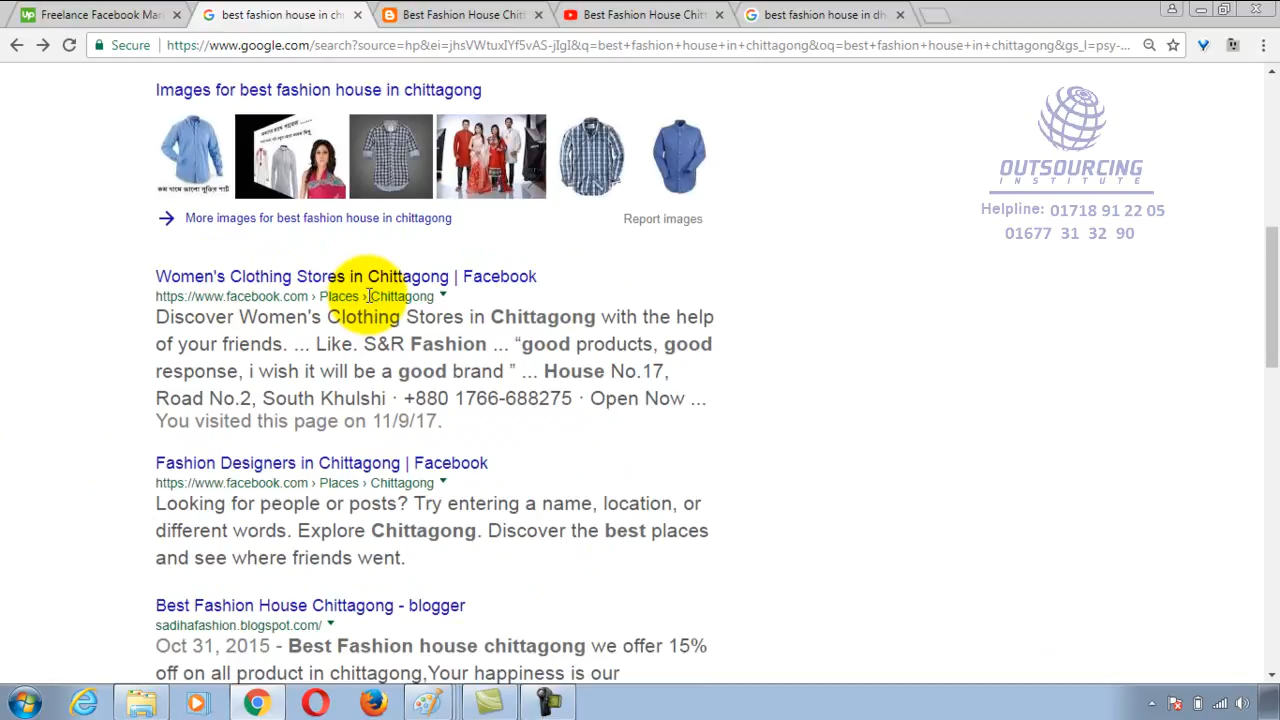 Freelance Facebook Mar
best fashion house in ch
Best Fashion House Chitt
Best Fashion House Chitt
best fashion house in dh
Secure
https://www.google.com/search?source=hp&ei=jhsVWtuxIYf5vAS-jIgI&q=best+fashion+house+in+chittagong&oq=best+fashion+house+in+chittagong&gs_l=psy-...
Images for best fashion house in chittagong
More images for best fashion house in chittagong
Report images
OUTSOURCING
INSTITUTE
Helpline: 01718 91 22 05
01677 31 32 90
Women's Clothing Stores in Chittagong | Facebook
https://www.facebook.com › Places › Chittagong
Discover Women's Clothing Stores in Chittagong with the help
of your friends. ... Like. S&R Fashion ... “good products, good
response, i wish it will be a good brand ” ... House No.17,
Road No.2, South Khulshi · +880 1766-688275 · Open Now ...
You visited this page on 11/9/17.
Fashion Designers in Chittagong | Facebook
https://www.facebook.com › Places › Chittagong
Looking for people or posts? Try entering a name, location, or
different words. Explore Chittagong. Discover the best places
and see where friends went.
Best Fashion House Chittagong - blogger
sadihafashion.blogspot.com/
Oct 31, 2015 - Best Fashion house chittagong we offer 15%
off on all product in chittagong,Your happiness is our